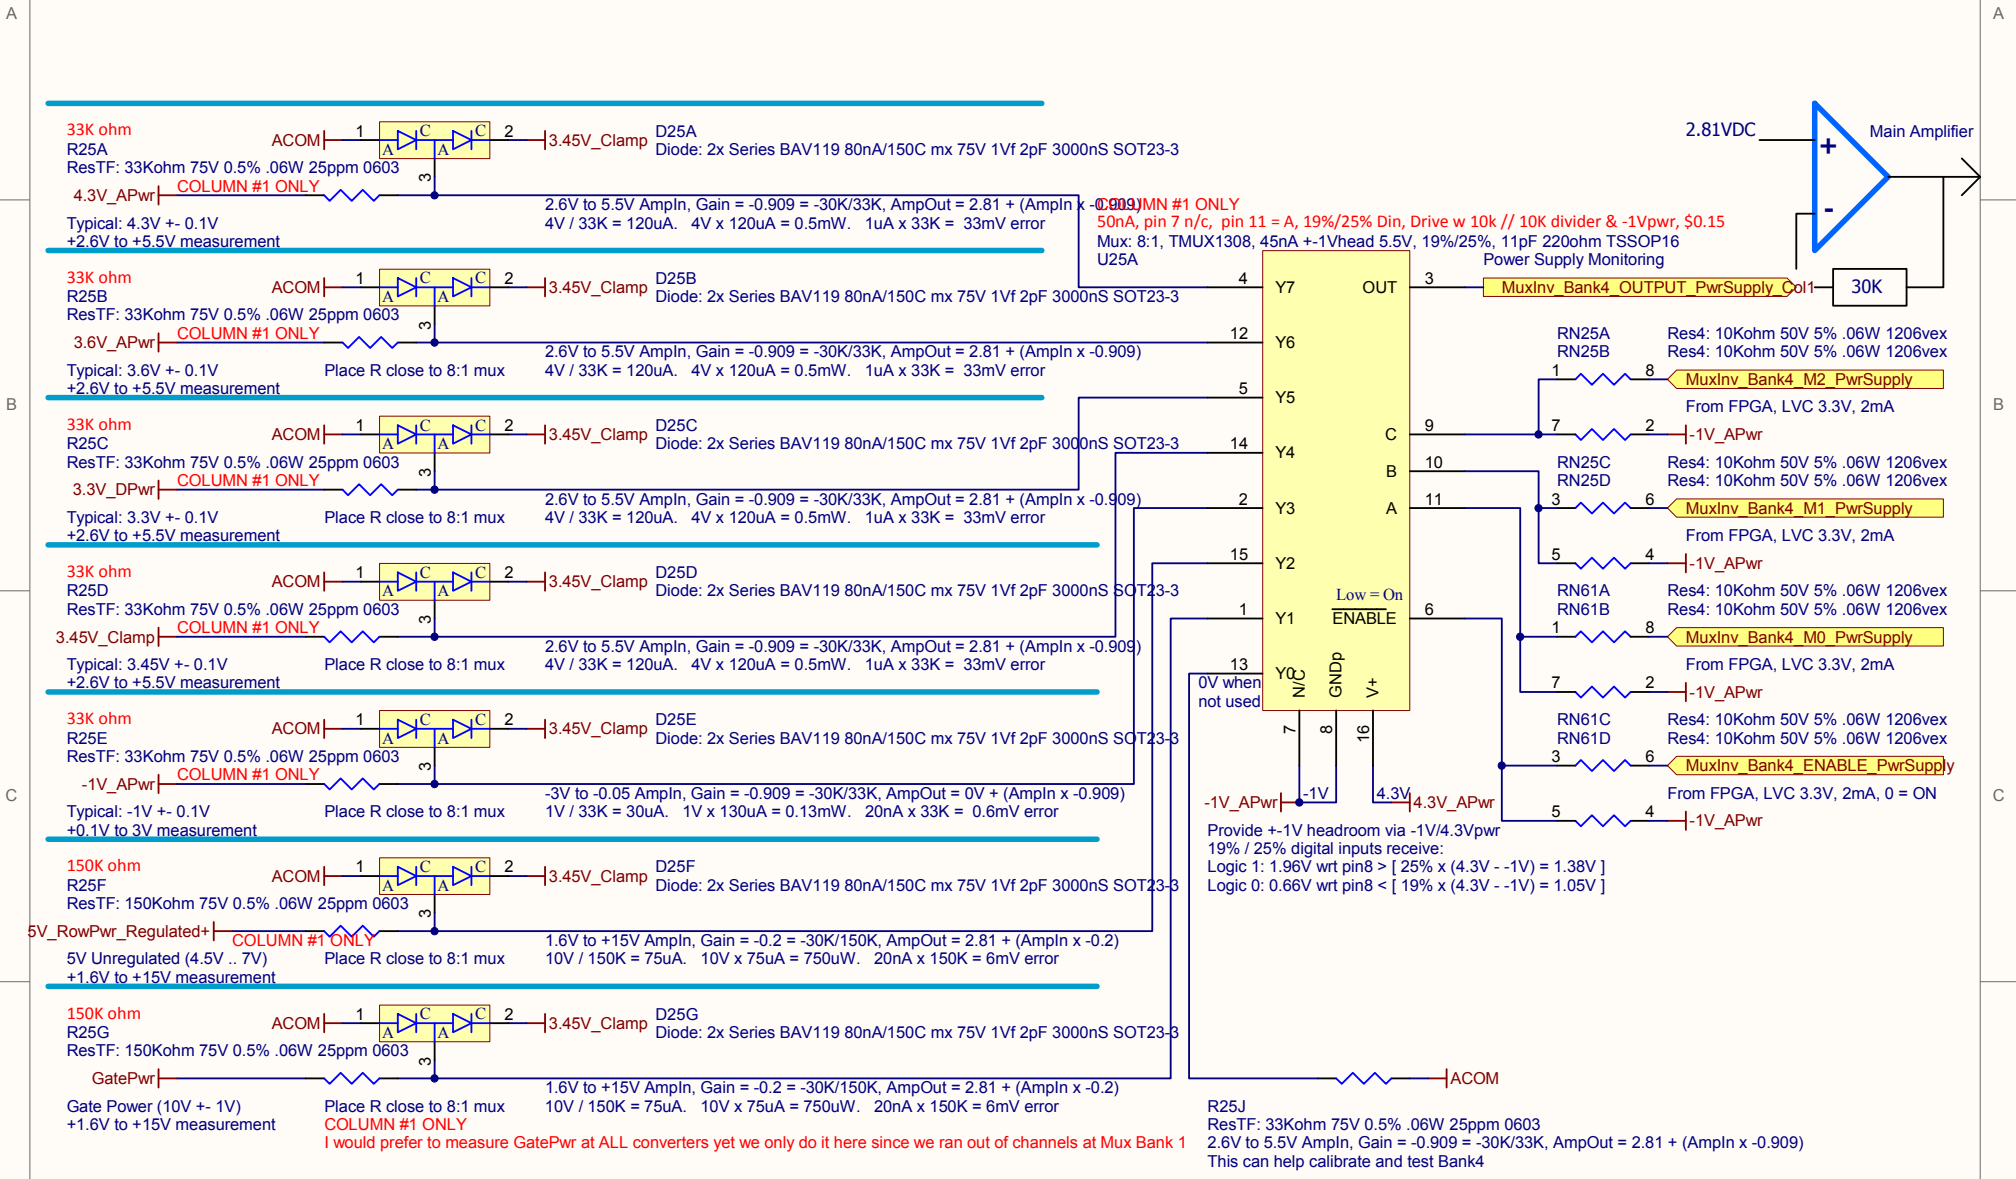 A
A
33K ohm
R25A
ResTF: 33Kohm 75V 0.5% .06W 25ppm 0603
COLUMN #1 ONLY
4.3V_APwr
Typical: 4.3V +- 0.1V
+2.6V to +5.5V measurement
ACOM
1
A
C
A
C
2
3
3.45V_Clamp
D25A
Diode: 2x Series BAV119 80nA/150C mx 75V 1Vf 2pF 3000nS SOT23-3
2.6V to 5.5V AmpIn, Gain = -0.909 = -30K/33K, AmpOut = 2.81 + (AmpIn x -0.909)
4V / 33K = 120uA. 4V x 120uA = 0.5mW. 1uA x 33K = 33mV error
33K ohm
R25B
ResTF: 33Kohm 75V 0.5% .06W 25ppm 0603
COLUMN #1 ONLY
3.6V_APwr
Typical: 3.6V +- 0.1V
+2.6V to +5.5V measurement
Place R close to 8:1 mux
ACOM
1
A
C
A
C
2
3
3.45V_Clamp
D25B
Diode: 2x Series BAV119 80nA/150C mx 75V 1Vf 2pF 3000nS SOT23-3
2.6V to 5.5V AmpIn, Gain = -0.909 = -30K/33K, AmpOut = 2.81 + (AmpIn x -0.909)
4V / 33K = 120uA. 4V x 120uA = 0.5mW. 1uA x 33K = 33mV error
B
B
33K ohm
R25C
ResTF: 33Kohm 75V 0.5% .06W 25ppm 0603
COLUMN #1 ONLY
3.3V_DPwr
Typical: 3.3V +- 0.1V
+2.6V to +5.5V measurement
Place R close to 8:1 mux
ACOM
1
A
C
A
C
2
3
3.45V_Clamp
D25C
Diode: 2x Series BAV119 80nA/150C mx 75V 1Vf 2pF 3000nS SOT23-3
2.6V to 5.5V AmpIn, Gain = -0.909 = -30K/33K, AmpOut = 2.81 + (AmpIn x -0.909)
4V / 33K = 120uA. 4V x 120uA = 0.5mW. 1uA x 33K = 33mV error
33K ohm
R25D
ResTF: 33Kohm 75V 0.5% .06W 25ppm 0603
COLUMN #1 ONLY
3.45V_Clamp
Typical: 3.45V +- 0.1V
+2.6V to +5.5V measurement
Place R close to 8:1 mux
ACOM
1
A
C
A
C
2
3
3.45V_Clamp
D25D
Diode: 2x Series BAV119 80nA/150C mx 75V 1Vf 2pF 3000nS SOT23-3
2.6V to 5.5V AmpIn, Gain = -0.909 = -30K/33K, AmpOut = 2.81 + (AmpIn x -0.909)
4V / 33K = 120uA. 4V x 120uA = 0.5mW. 1uA x 33K = 33mV error
C
C
33K ohm
R25E
ResTF: 33Kohm 75V 0.5% .06W 25ppm 0603
COLUMN #1 ONLY
-1V_APwr
Typical: -1V +- 0.1V
+0.1V to 3V measurement
Place R close to 8:1 mux
ACOM
1
A
C
A
C
2
3
3.45V_Clamp
D25E
Diode: 2x Series BAV119 80nA/150C mx 75V 1Vf 2pF 3000nS SOT23-3
-3V to -0.05 AmpIn, Gain = -0.909 = -30K/33K, AmpOut = 0V + (AmpIn x -0.909)
1V / 33K = 30uA. 1V x 130uA = 0.13mW. 20nA x 33K = 0.6mV error
150K ohm
R25F
ResTF: 150Kohm 75V 0.5% .06W 25ppm 0603
5V_RowPwr_Regulated+
COLUMN #1 ONLY
5V Unregulated (4.5V .. 7V)
+1.6V to +15V measurement
Place R close to 8:1 mux
ACOM
1
A
C
A
C
2
3
3.45V_Clamp
D25F
Diode: 2x Series BAV119 80nA/150C mx 75V 1Vf 2pF 3000nS SOT23-3
1.6V to +15V AmpIn, Gain = -0.2 = -30K/150K, AmpOut = 2.81 + (AmpIn x -0.2)
10V / 150K = 75uA. 10V x 75uA = 750uW. 20nA x 150K = 6mV error
150K ohm
R25G
ResTF: 150Kohm 75V 0.5% .06W 25ppm 0603
GatePwr
Gate Power (10V +- 1V)
+1.6V to +15V measurement
Place R close to 8:1 mux
COLUMN #1 ONLY
I would prefer to measure GatePwr at ALL converters yet we only do it here since we ran out of channels at Mux Bank 1
ACOM
1
A
C
A
C
2
3
3.45V_Clamp
D25G
Diode: 2x Series BAV119 80nA/150C mx 75V 1Vf 2pF 3000nS SOT23-3
1.6V to +15V AmpIn, Gain = -0.2 = -30K/150K, AmpOut = 2.81 + (AmpIn x -0.2)
10V / 150K = 75uA. 10V x 75uA = 750uW. 20nA x 150K = 6mV error
COLUMN #1 ONLY
50nA, pin 7 n/c, pin 11 = A, 19%/25% Din, Drive w 10k // 10K divider & -1Vpwr, $0.15
Mux: 8:1, TMUX1308, 45nA +-1Vhead 5.5V, 19%/25%, 11pF 220ohm TSSOP16
U25A
Power Supply Monitoring
4
Y7
12
Y6
5
Y5
14
Y4
2
Y3
15
Y2
1
Y1
13
Y0
0V when
not used
OUT
3
C
9
B
10
A
11
Low = On
ENABLE
6
N/C
GNDp
V+
7
8
16
-1V_APwr
-1V
4.3V
4.3V_APwr
Provide +-1V headroom via -1V/4.3Vpwr
19% / 25% digital inputs receive:
Logic 1: 1.96V wrt pin8 > [ 25% x (4.3V - -1V) = 1.38V ]
Logic 0: 0.66V wrt pin8 < [ 19% x (4.3V - -1V) = 1.05V ]
2.81VDC
+
-
Main Amplifier
MuxInv_Bank4_OUTPUT_PwrSupply_Col1
30K
RN25A
Res4: 10Kohm 50V 5% .06W 1206vex
RN25B
Res4: 10Kohm 50V 5% .06W 1206vex
1
8
MuxInv_Bank4_M2_PwrSupply
From FPGA, LVC 3.3V, 2mA
7
2
-1V_APwr
RN25C
Res4: 10Kohm 50V 5% .06W 1206vex
RN25D
Res4: 10Kohm 50V 5% .06W 1206vex
3
6
MuxInv_Bank4_M1_PwrSupply
From FPGA, LVC 3.3V, 2mA
5
4
-1V_APwr
RN61A
Res4: 10Kohm 50V 5% .06W 1206vex
RN61B
Res4: 10Kohm 50V 5% .06W 1206vex
1
8
MuxInv_Bank4_M0_PwrSupply
From FPGA, LVC 3.3V, 2mA
7
2
-1V_APwr
RN61C
Res4: 10Kohm 50V 5% .06W 1206vex
RN61D
Res4: 10Kohm 50V 5% .06W 1206vex
3
6
MuxInv_Bank4_ENABLE_PwrSupply
From FPGA, LVC 3.3V, 2mA, 0 = ON
5
4
-1V_APwr
ACOM
R25J
ResTF: 33Kohm 75V 0.5% .06W 25ppm 0603
2.6V to 5.5V AmpIn, Gain = -0.909 = -30K/33K, AmpOut = 2.81 + (AmpIn x -0.909)
This can help calibrate and test Bank4